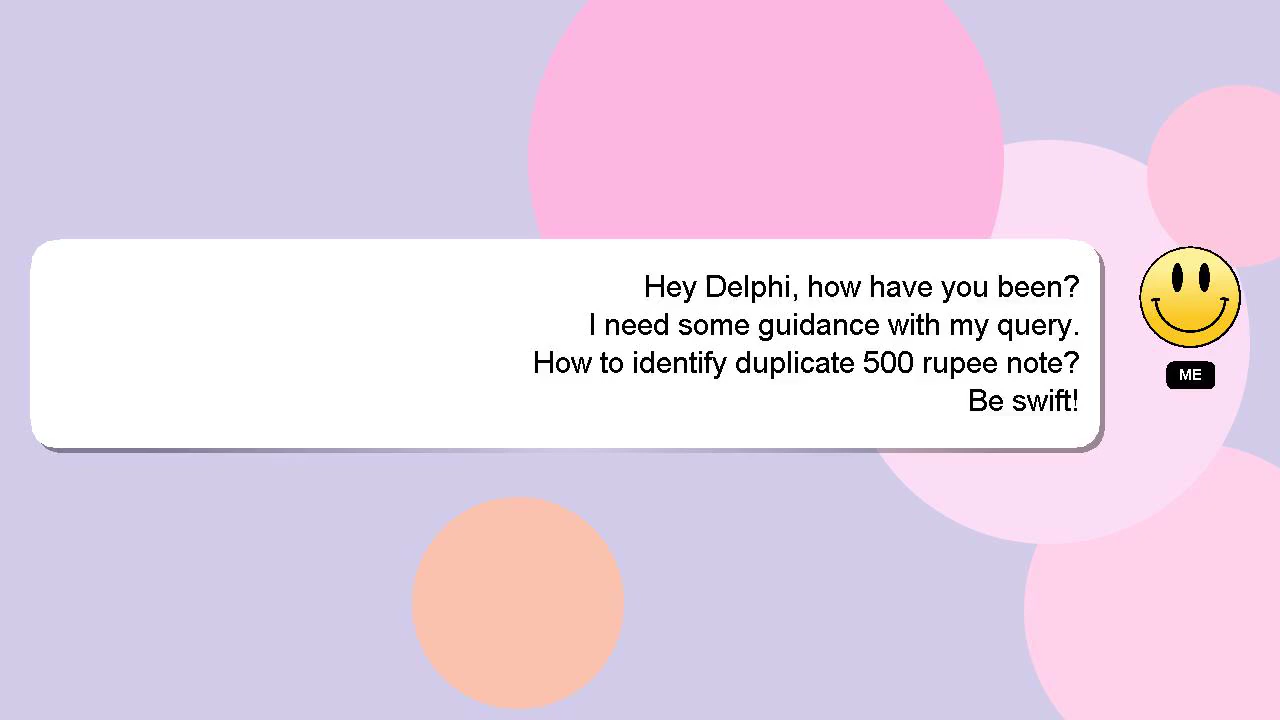 Hey Delphi, how have you been?
I need some guidance with my query.
How to identify duplicate 500 rupee note?
Be swift!
ME